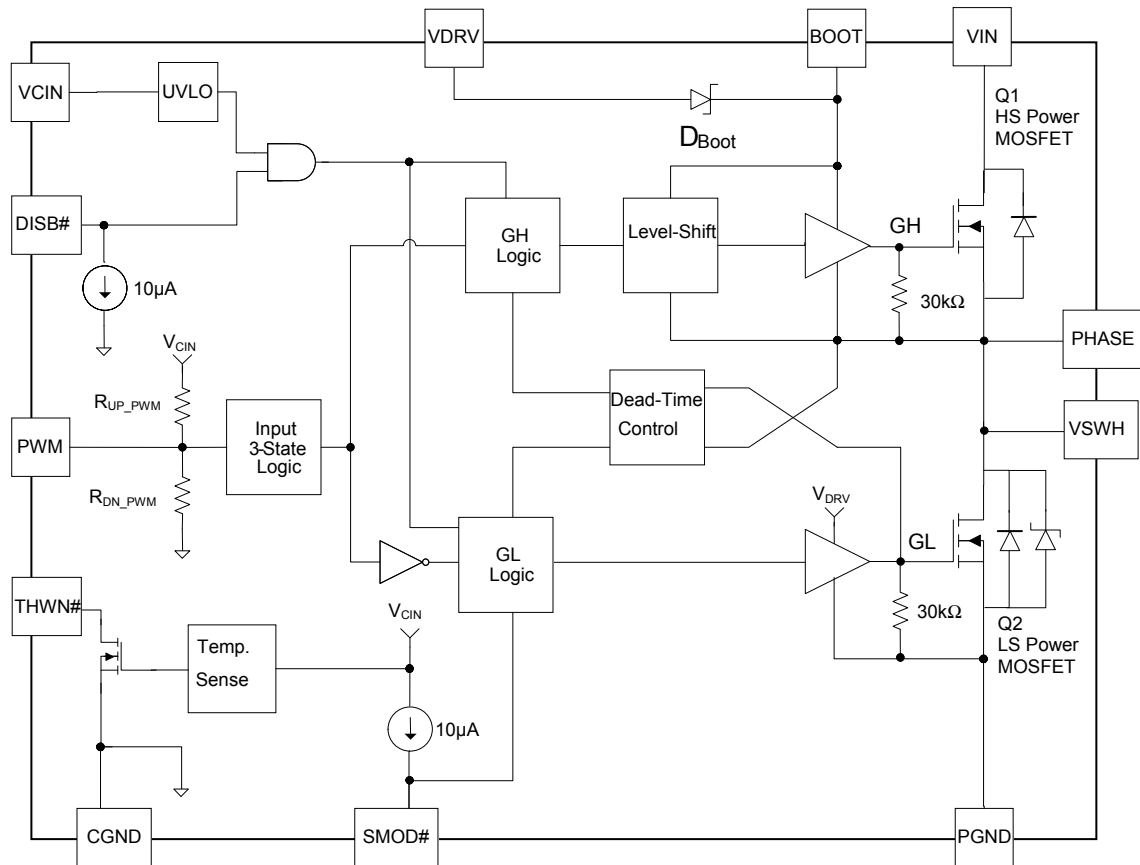 VDRV
BOOT
VIN
VCIN
UVLO
Q1
HS Power
MOSFET
DBoot
DISB#
GH
Logic
Level-Shift
GH
10µA
30kΩ
VCIN
PHASE
RUP_PWM
Dead-Time
Control
PWM
Input
3-State
Logic
VSWH
RDN_PWM
VDRV
GL
Logic
GL
THWN#
VCIN
30kΩ
Temp.
Sense
Q2
LS Power
MOSFET
10µA
CGND
SMOD#
PGND